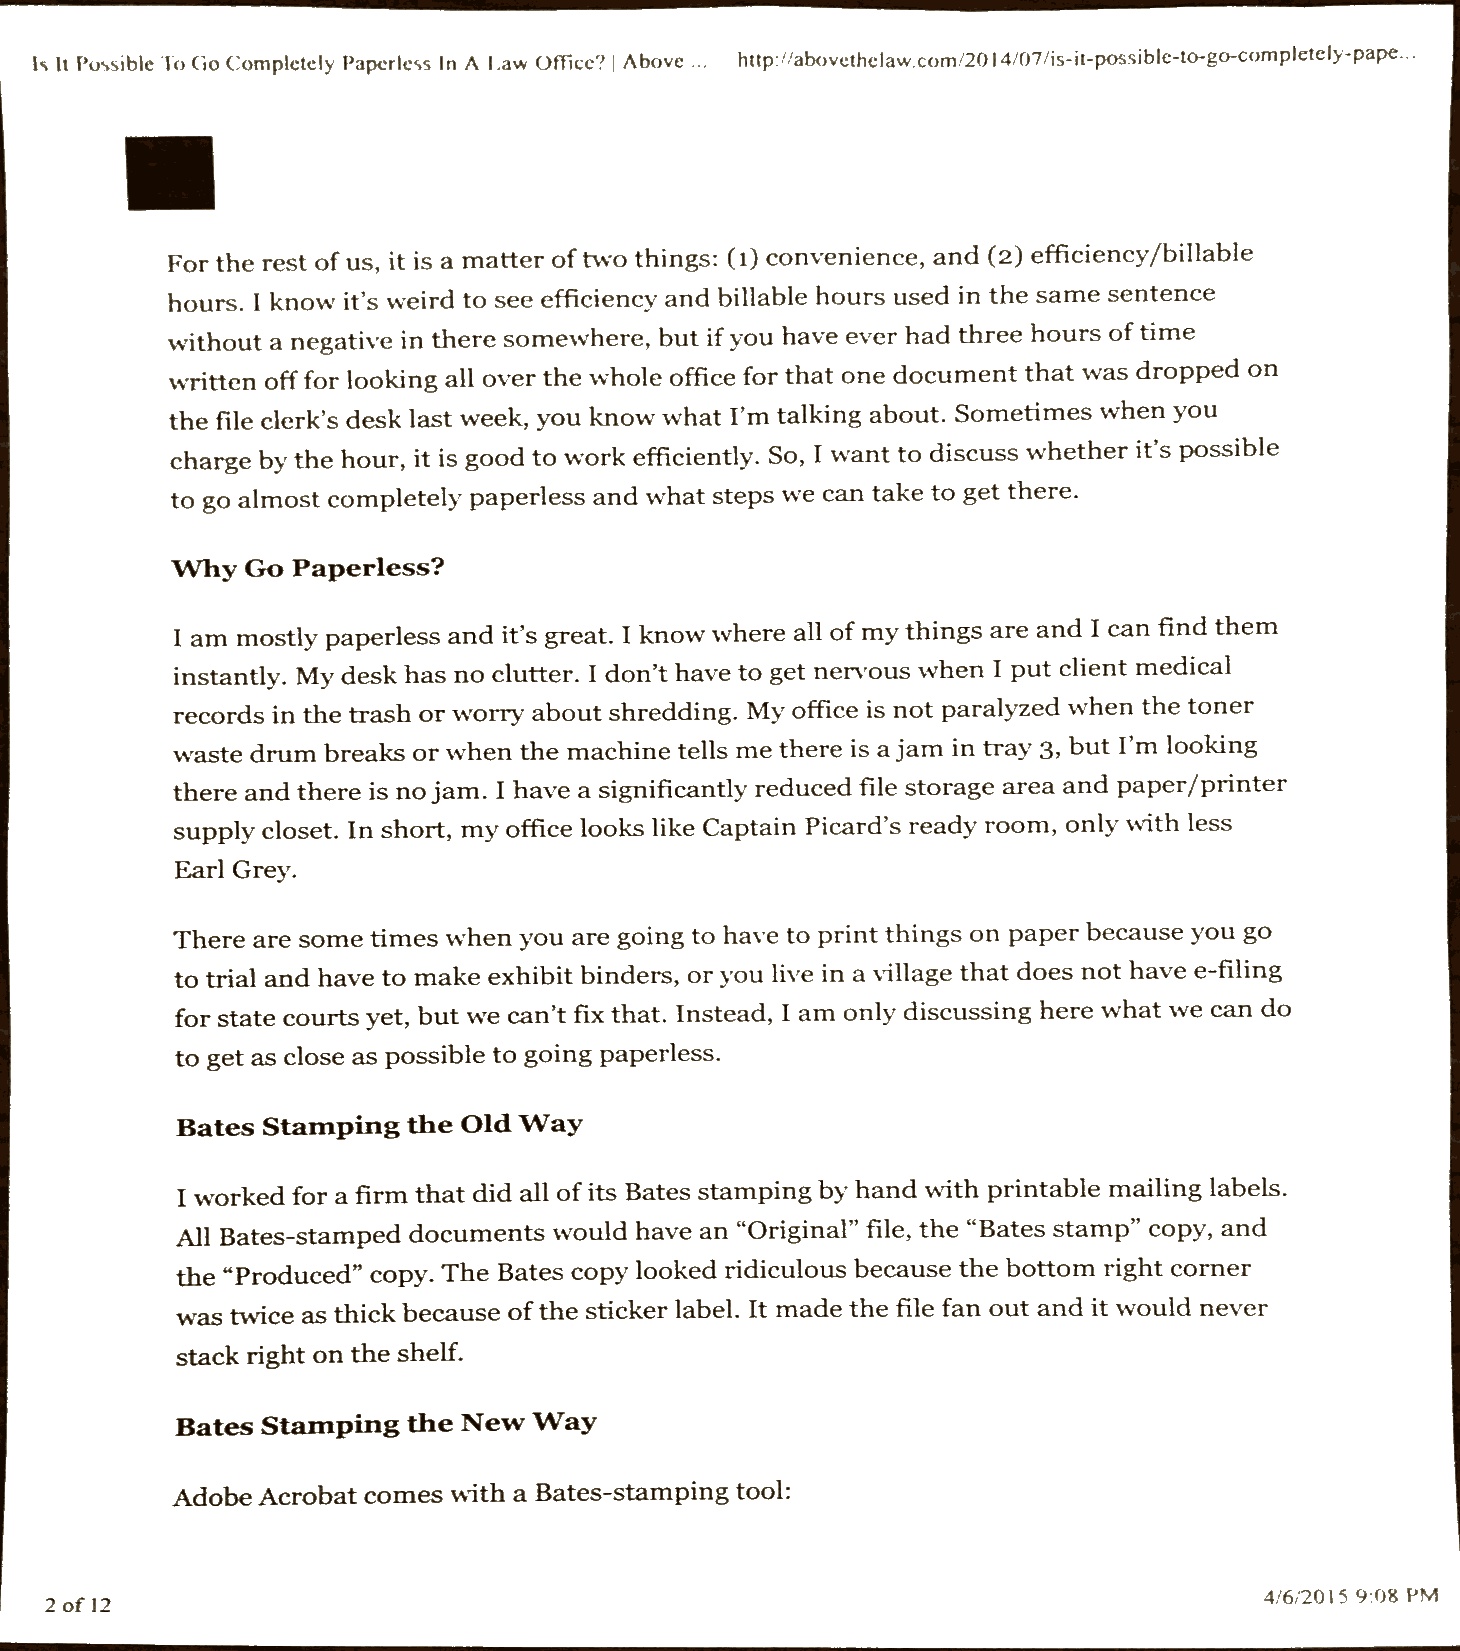 Is It Possible To Go Completely Paperless In A Law Office? | Above ... http://abovethelaw.com/2014/07/is-it-possible-to-go-completely-pape...
For the rest of us, it is a matter of two things: (1) convenience, and (2) efficiency/billable
hours. I know it's weird to see efficiency and billable hours used in the same sentence
without a negative in there somewhere, but if you have ever had three hours of time
written off for looking all over the whole office for that one document that was dropped on
the file clerk's desk last week, you know what I'm talking about. Sometimes when you
charge by the hour, it is good to work efficiently. So, I want to discuss whether it's possible
to go almost completely paperless and what steps we can take to get there.
Why Go Paperless?
I am mostly paperless and it's great. I know where all of my things are and I can find them
instantly. My desk has no clutter. I don't have to get nervous when I put client medical
records in the trash or worry about shredding. My office is not paralyzed when the toner
waste drum breaks or when the machine tells me there is a jam in tray 3, but I'm looking
there and there is no jam. I have a significantly reduced file storage area and paper/printer
supply closet. In short, my office looks like Captain Picard's ready room, only with less
Earl Grey.
There are some times when you are going to have to print things on paper because you go
to trial and have to make exhibit binders, or you live in a village that does not have e-filing
for state courts yet, but we can't fix that. Instead, I am only discussing here what we can do
to get as close as possible to going paperless.
Bates Stamping the Old Way
I worked for a firm that did all of its Bates stamping by hand with printable mailing labels.
All Bates-stamped documents would have an "Original" file, the "Bates stamp" copy, and
the "Produced" copy. The Bates copy looked ridiculous because the bottom right corner
was twice as thick because of the sticker label. It made the file fan out and it would never
stack right on the shelf.
Bates Stamping the New Way
Adobe Acrobat comes with a Bates-stamping tool:
2 of 12 4/6/2015 9:08 PM